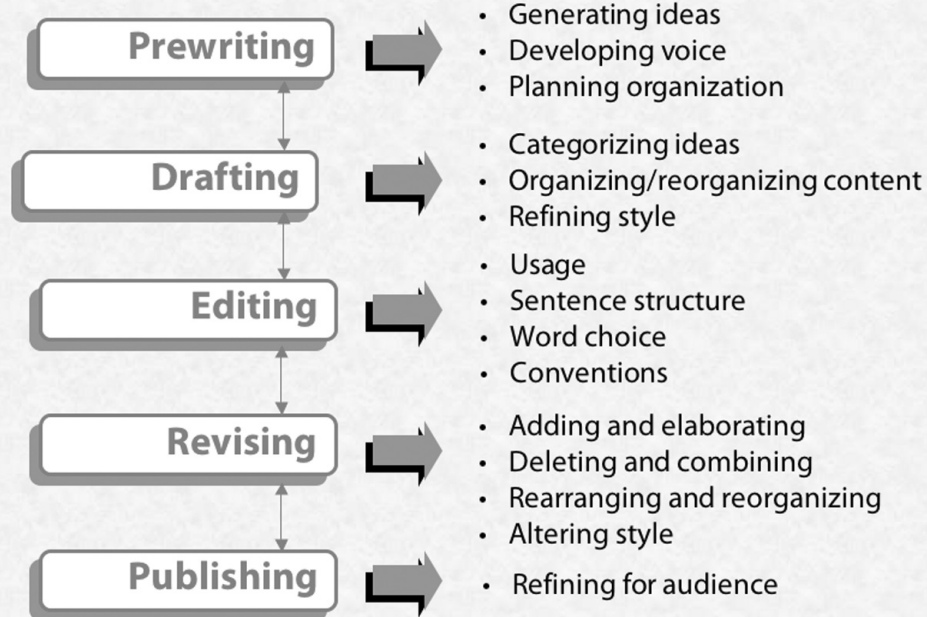 Prewriting
• Generating ideas
• Developing voice
• Planning organization
Drafting
• Categorizing ideas
• Organizing/reorganizing content
• Refining style
Editing
• Usage
• Sentence structure
• Word choice
• Conventions
Revising
• Adding and elaborating
• Deleting and combining
• Rearranging and reorganizing
• Altering style
Publishing
• Refining for audience